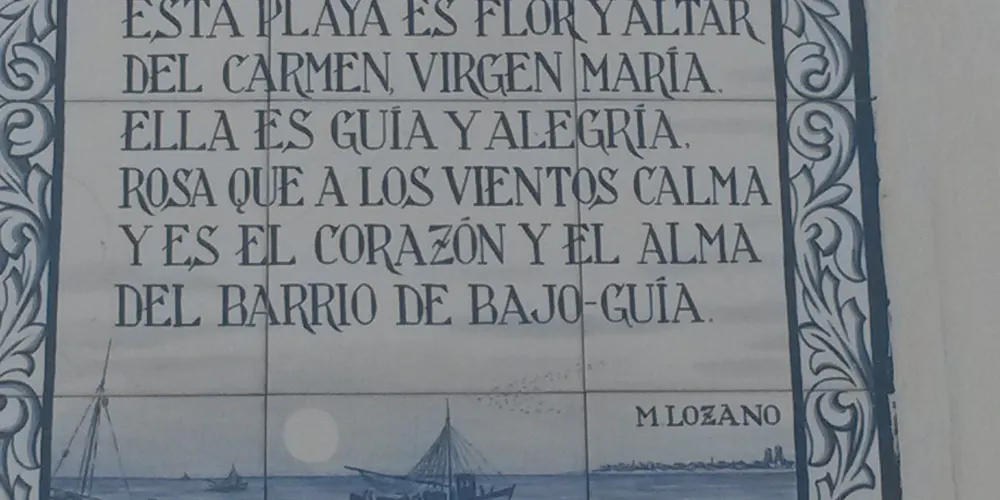 ESTA PLAYA ES FLOR Y ALTAR
DEL CARMEN, VIRGEN MARÍA.
ELLA ES GUÍA Y ALEGRÍA,
ROSA QUE A LOS VIENTOS CALMA
Y ES EL CORAZÓN Y EL ALMA
DEL BARRIO DE BAJO-GUÍA.
M. LOZANO